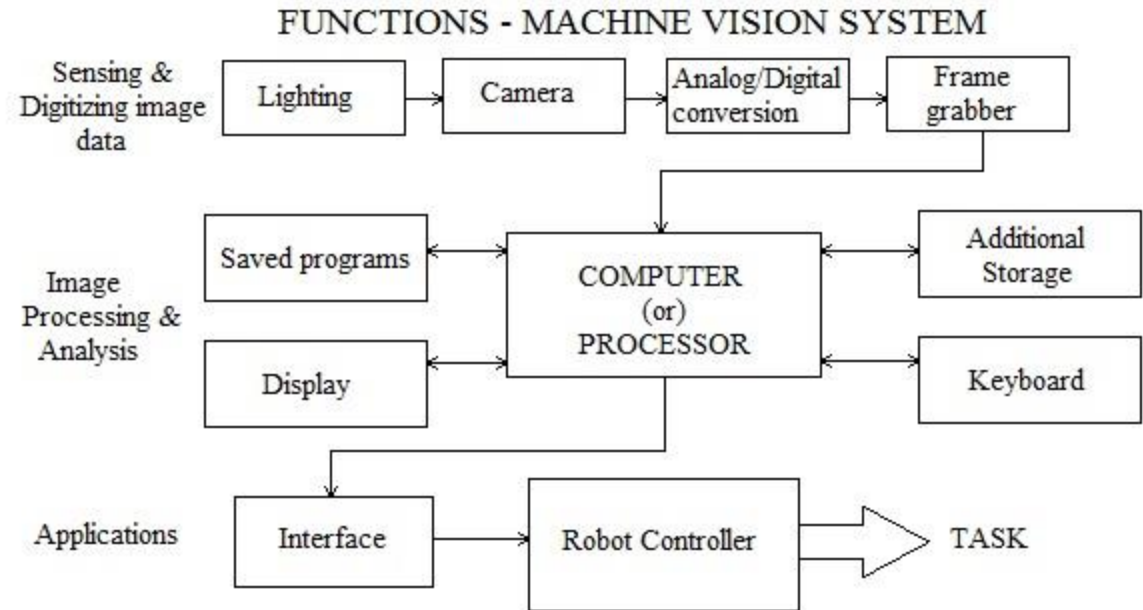 FUNCTIONS - MACHINE VISION SYSTEM
Sensing &
Digitizing image
data
Lighting
Camera
Analog/Digital
conversion
Frame
grabber
Image
Processing &
Analysis
Saved programs
Display
COMPUTER
(or)
PROCESSOR
Additional
Storage
Keyboard
Applications
Interface
Robot Controller
TASK